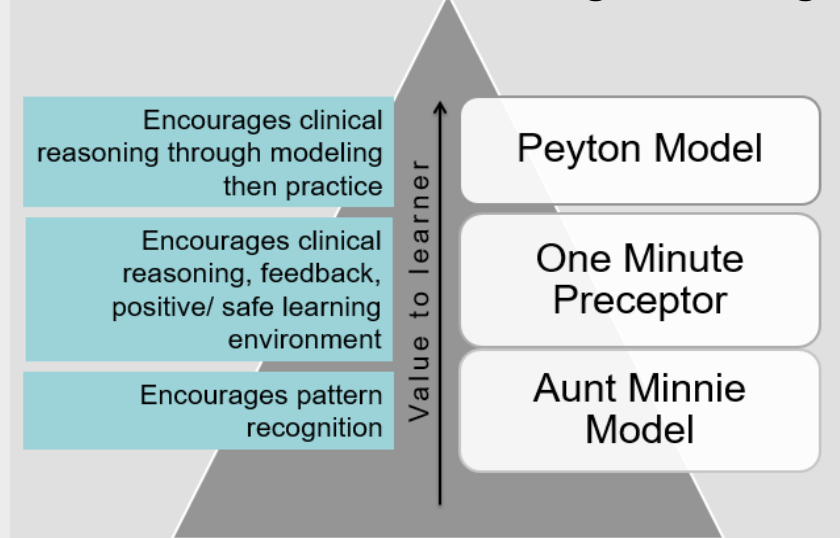 Encourages clinical
reasoning through modeling
then practice
Peyton Model
Encourages clinical
reasoning, feedback,
positive/ safe learning
environment
One Minute
Preceptor
Encourages pattern
recognition
Aunt Minnie
Model
Value to learner